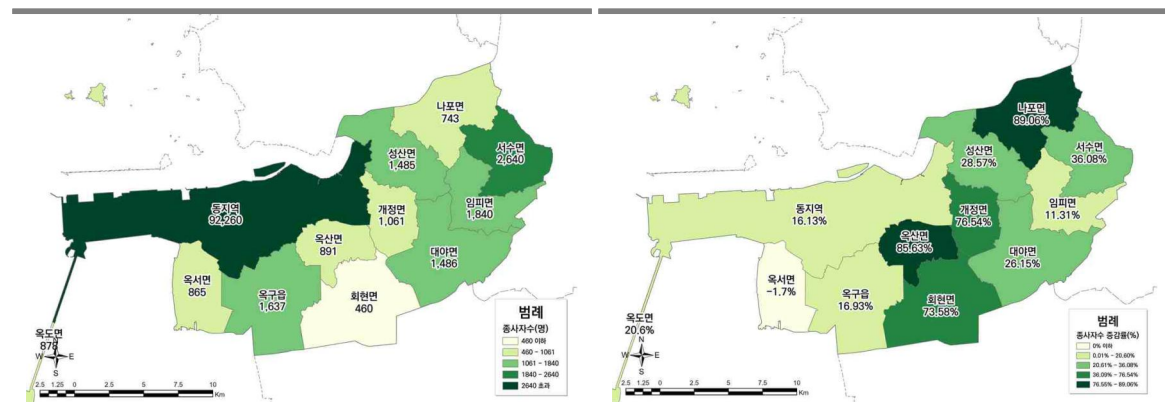 나포면
743
서수면
2,640
성산면
1,485
임피면
1,840
동지역
92,260
개정면
1,061
옥산면
891
대야면
1,486
옥서면
865
옥구읍
1,637
회현면
460
옥도면
878
N
W E
S
2.5 1.25 0 2.5 5 7.5 10
Km
범례
종사자수(명)
460 이하
460 - 1061
1061 - 1840
1840 - 2640
2640 초과
나포면
89.06%
서수면
36.08%
성산면
28.57%
임피면
11.31%
동지역
16.13%
개정면
76.54%
옥산면
85.63%
대야면
26.15%
옥서면
-1.7%
옥구읍
16.93%
회현면
73.58%
옥도면
20.6%
N
W E
S
2.5 1.25 0 2.5 5 7.5 10
Km
범례
종사자수 증감률(%)
0% 이하
0.01% - 20.60%
20.61% - 36.08%
36.09% - 76.54%
76.55% - 89.06%